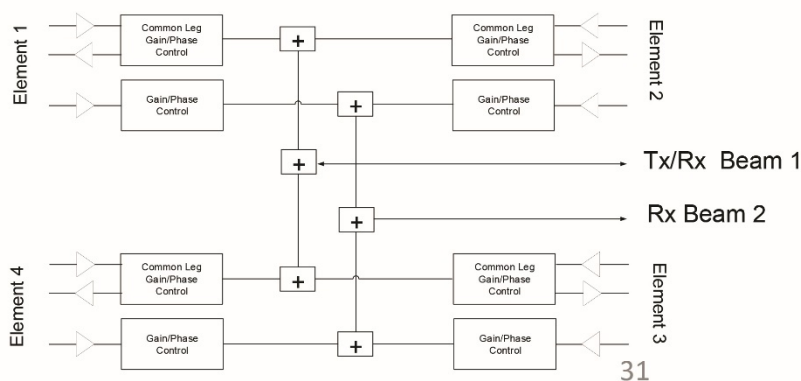 Element 1
Common Leg
Gain/Phase
Control
+
Common Leg
Gain/Phase
Control
Element 2
Gain/Phase
Control
+
Gain/Phase
Control
+
Tx/Rx Beam 1
+
Rx Beam 2
Element 4
Common Leg
Gain/Phase
Control
+
Common Leg
Gain/Phase
Control
Element 3
Gain/Phase
Control
+
Gain/Phase
Control
31